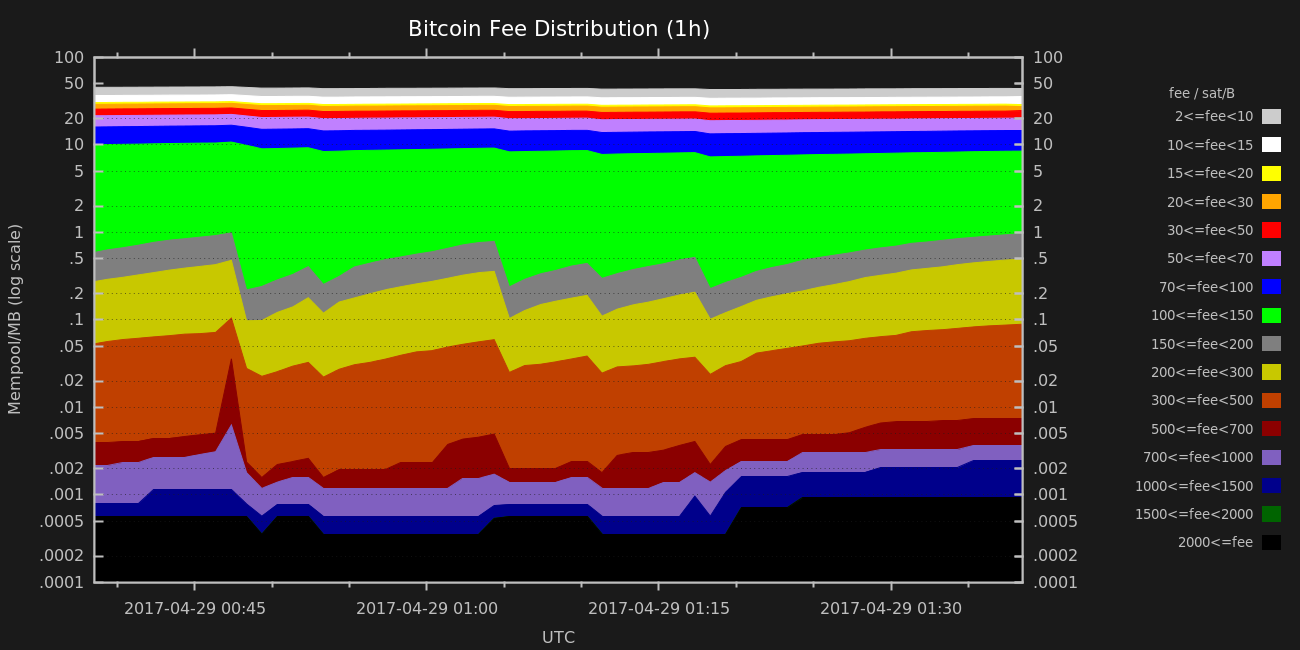 Bitcoin Fee Distribution (1h)
100
50
20
10
5
2
1
.5
.2
.1
.05
.02
.01
.005
.002
.001
.0005
.0002
.0001
Mempool/MB (log scale)
100
50
20
10
5
2
1
.5
.2
.1
.05
.02
.01
.005
.002
.001
.0005
.0002
.0001
2017-04-29 00:45
2017-04-29 01:00
2017-04-29 01:15
2017-04-29 01:30
UTC
fee / sat/B
2<=fee<10
10<=fee<15
15<=fee<20
20<=fee<30
30<=fee<50
50<=fee<70
70<=fee<100
100<=fee<150
150<=fee<200
200<=fee<300
300<=fee<500
500<=fee<700
700<=fee<1000
1000<=fee<1500
1500<=fee<2000
2000<=fee